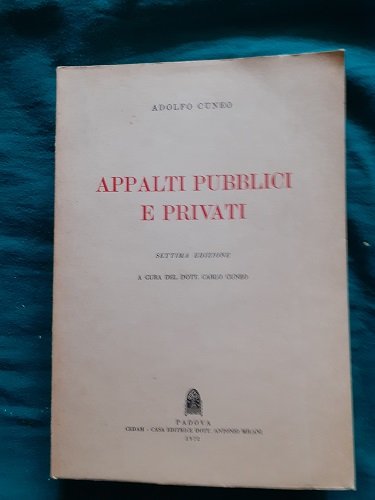 ADOLFO CUNEO
APPALTI PUBBLICI
E PRIVATI
SETTIMA EDIZIONE
A CURA DEL DOTT. CARLO CUNEO
PADOVA
CEDAM - CASA EDITRICE DOTT. ANTONIO MILANI
1972